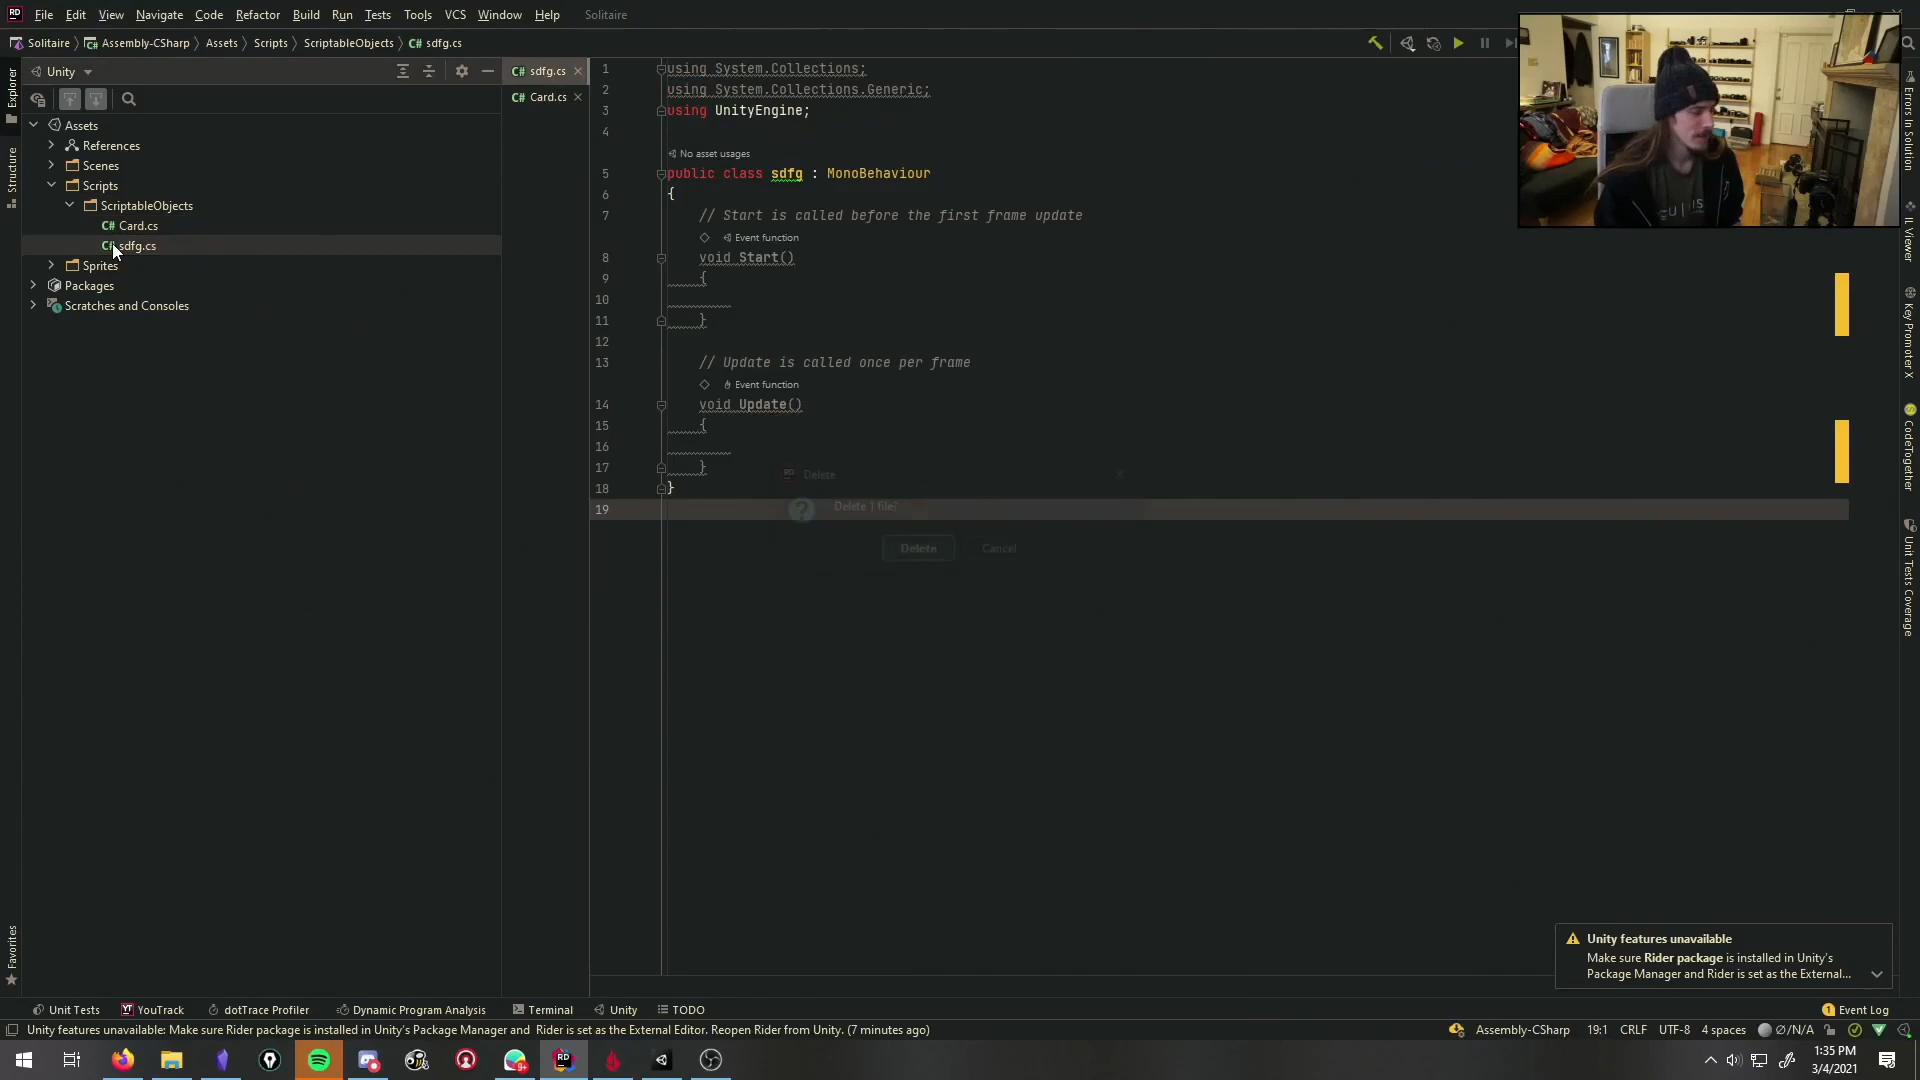 RD File Edit View Navigate Code Refactor Build Run Tests Tools VCS Window Help Solitaire
Solitaire Assembly-CSharp Assets Scripts ScriptableObjects C# sdfg.cs
Explorer
Structure
Favorites
Unity
Assets
References
Scenes
Scripts
ScriptableObjects
C# Card.cs
C# sdfg.cs
Sprites
Packages
Scratches and Consoles
C# sdfg.cs
C# Card.cs
1 using System.Collections;
2 using System.Collections.Generic;
3 using UnityEngine;
4
No asset usages
5 public class sdfg : MonoBehaviour
6 {
7 // Start is called before the first frame update
Event function
8 void Start()
9 {
10
11 }
12
13 // Update is called once per frame
Event function
14 void Update()
15 {
16
17 }
18 }
19
RD Delete
? Delete 1 file?
Delete Cancel
Errors In Solution
IL Viewer
Key Promoter X
CodeTogether
Unit Tests Coverage
Unity features unavailable
Make sure Rider package is installed in Unity's
Package Manager and Rider is set as the External...
Unit Tests YT YouTrack dotTrace Profiler Dynamic Program Analysis Terminal Unity TODO 1 Event Log
Unity features unavailable: Make sure Rider package is installed in Unity's Package Manager and Rider is set as the External Editor. Reopen Rider from Unity. (7 minutes ago) Assembly-CSharp 19:1 CRLF UTF-8 4 spaces Ø/N/A
9+ RD
1:35 PM
3/4/2021